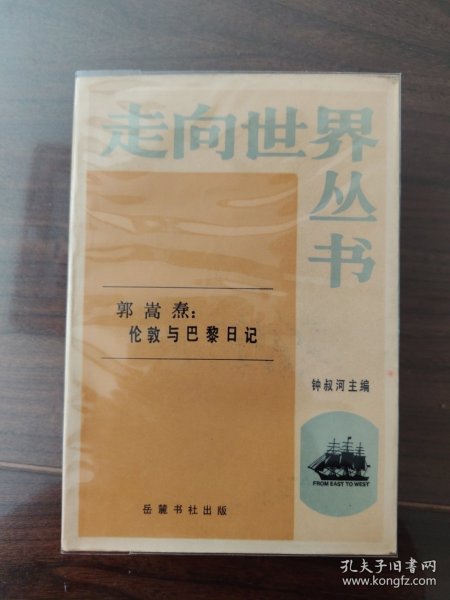 走向世界丛书
郭嵩焘:
伦敦与巴黎日记
钟叔河主编
FROM EAST TO WEST
岳麓书社出版
孔夫子旧书网
www.kongfz.com